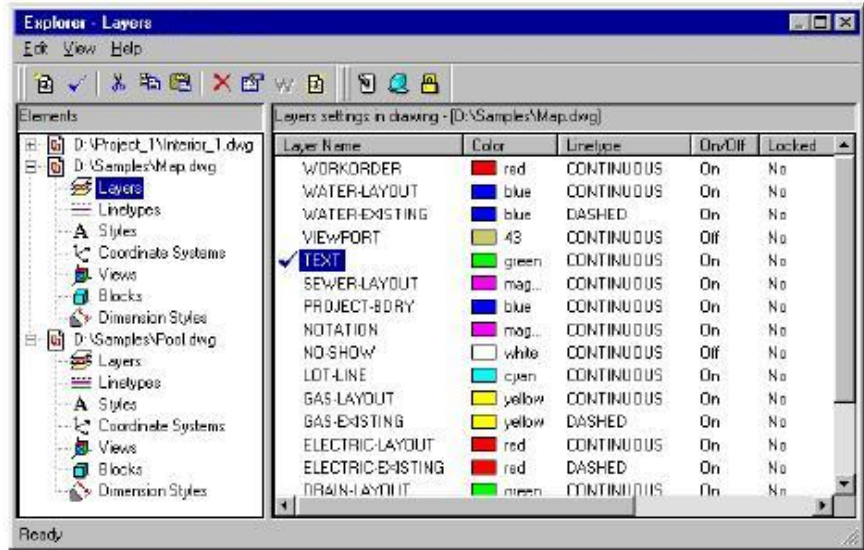 Explorer - Layers
Edit View Help
Elements
Layers settings in drawing - [D:\Samples\Map.dwg]
D:\Project_1\Interior_1.dwg
D:\Samples\Map.dwg
Layers
Linetypes
Styles
Coordinate Systems
Views
Blocks
Dimension Styles
D:\Samples\Pool.dwg
Layers
Linetypes
Styles
Coordinate Systems
Views
Blocks
Dimension Styles
Layer Name Color Linetype On/Off Locked
WORKORDER red CONTINUOUS On No
WATER-LAYOUT blue CONTINUOUS On No
WATER-EXISTING blue DASHED On No
VIEWPORT 43 CONTINUOUS Off No
TEXT green CONTINUOUS On No
SEWER-LAYOUT mag... CONTINUOUS On No
PROJECT-BDRY blue CONTINUOUS On No
NOTATION mag... CONTINUOUS On No
NO-SHOW white CONTINUOUS Off No
LOT-LINE cyan CONTINUOUS On No
GAS-LAYOUT yellow CONTINUOUS On No
GAS-EXISTING yellow DASHED On No
ELECTRIC-LAYOUT red CONTINUOUS On No
ELECTRIC-EXISTING red DASHED On No
DRAIN-LAYOUT green CONTINUOUS On No
Ready